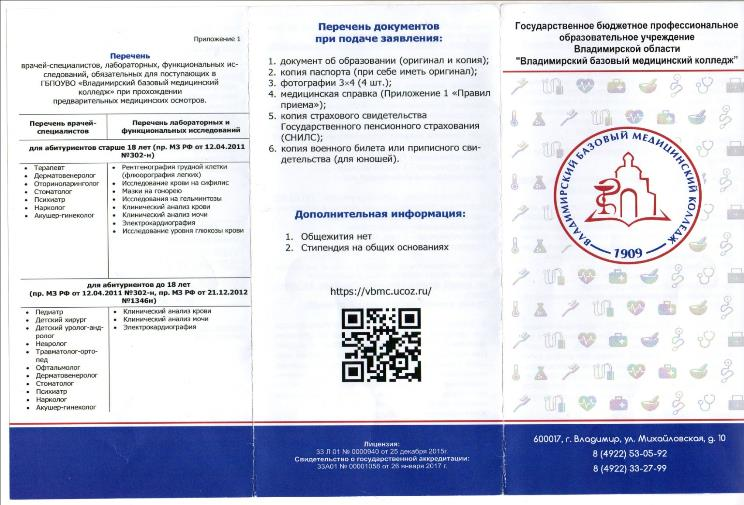 Приложение 1
Перечень
врачей-специалистов, лабораторных, функциональных ис-
следований, обязательных для поступающих в
ГБПОУВО «Владимирский базовый медицинский
колледж» при прохождении
предварительных медицинских осмотров.
Перечень врачей-
специалистов
Перечень лабораторных и
функциональных исследований
для абитуриентов старше 18 лет (пр. МЗ РФ от 12.04.2011
№302-н)
• Терапевт
• Дерматовенеролог
• Оториноларинголог
• Стоматолог
• Психиатр
• Нарколог
• Акушер-гинеколог
• Рентгенография грудной клетки
(флюорография легких)
• Исследование крови на сифилис
• Мазки на гонорею
• Исследования на гельминтозы
• Клинический анализ крови
• Клинический анализ мочи
• Электрокардиография
• Исследование уровня глюкозы крови
для абитуриентов до 18 лет
(пр. МЗ РФ от 12.04.2011 №302-н, пр. МЗ РФ от 21.12.2012
№1346н)
• Педиатр
• Детский хирург
• Детский уролог-анд-
ролог
• Невролог
• Травматолог-орто-
пед
• Офтальмолог
• Дерматовенеролог
• Стоматолог
• Психиатр
• Нарколог
• Акушер-гинеколог
• Клинический анализ крови
• Клинический анализ мочи
• Электрокардиография
Перечень документов
при подаче заявления:
1. документ об образовании (оригинал и копия);
2. копия паспорта (при себе иметь оригинал);
3. фотографии 3×4 (4 шт.);
4. медицинская справка (Приложение 1 «Правил
приема»);
5. копия страхового свидетельства
Государственного пенсионного страхования
(СНИЛС);
6. копия военного билета или приписного сви-
детельства (для юношей).
Дополнительная информация:
1. Общежития нет
2. Стипендия на общих основаниях
https://vbmc.ucoz.ru/
Лицензия:
33 Л 01 № 0000940 от 25 декабря 2015г.
Свидетельство о государственной аккредитации:
33А01 № 00001058 от 26 января 2017 г.
Государственное бюджетное профессиональное
образовательное учреждение
Владимирской области
"Владимирский базовый медицинский колледж"
ВЛАДИМИРСКИЙ БАЗОВЫЙ МЕДИЦИНСКИЙ КОЛЛЕДЖ
1909
600017, г. Владимир, ул. Михайловская, д. 10
8 (4922) 53-05-92
8 (4922) 33-27-99